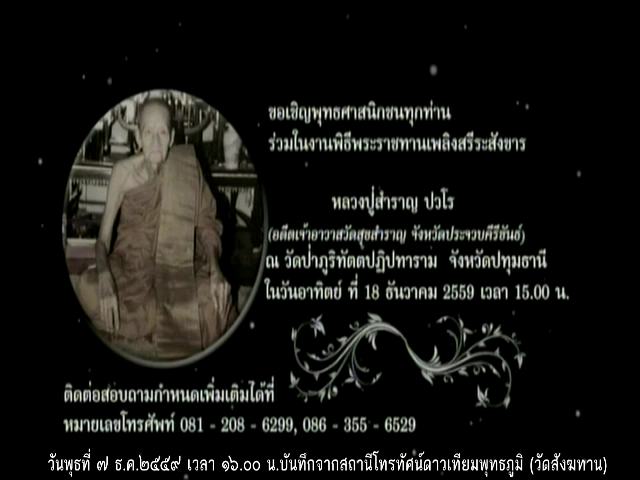 ขอเชิญพุทธศาสนิกชนทุกท่าน
ร่วมในงานพิธีพระราชทานเพลิงสรีระสังขาร
หลวงปู่สำราญ ปวโร
(อดีตเจ้าอาวาสวัดสุขสำราญ จังหวัดประจวบคีรีขันธ์)
ณ วัดป่าภูริทัตตปฏิปทาราม จังหวัดปทุมธานี
ในวันอาทิตย์ ที่ 18 ธันวาคม 2559 เวลา 15.00 น.
ติดต่อสอบถามกำหนดเพิ่มเติมได้ที่
หมายเลขโทรศัพท์ 081 - 208 - 6299, 086 - 355 - 6529
วันพุธที่ ๗ ธ.ค.๒๕๕๙ เวลา ๑๖.๐๐ น.บันทึกจากสถานีโทรทัศน์ดาวเทียมพุทธภูมิ (วัดสังฆทาน)